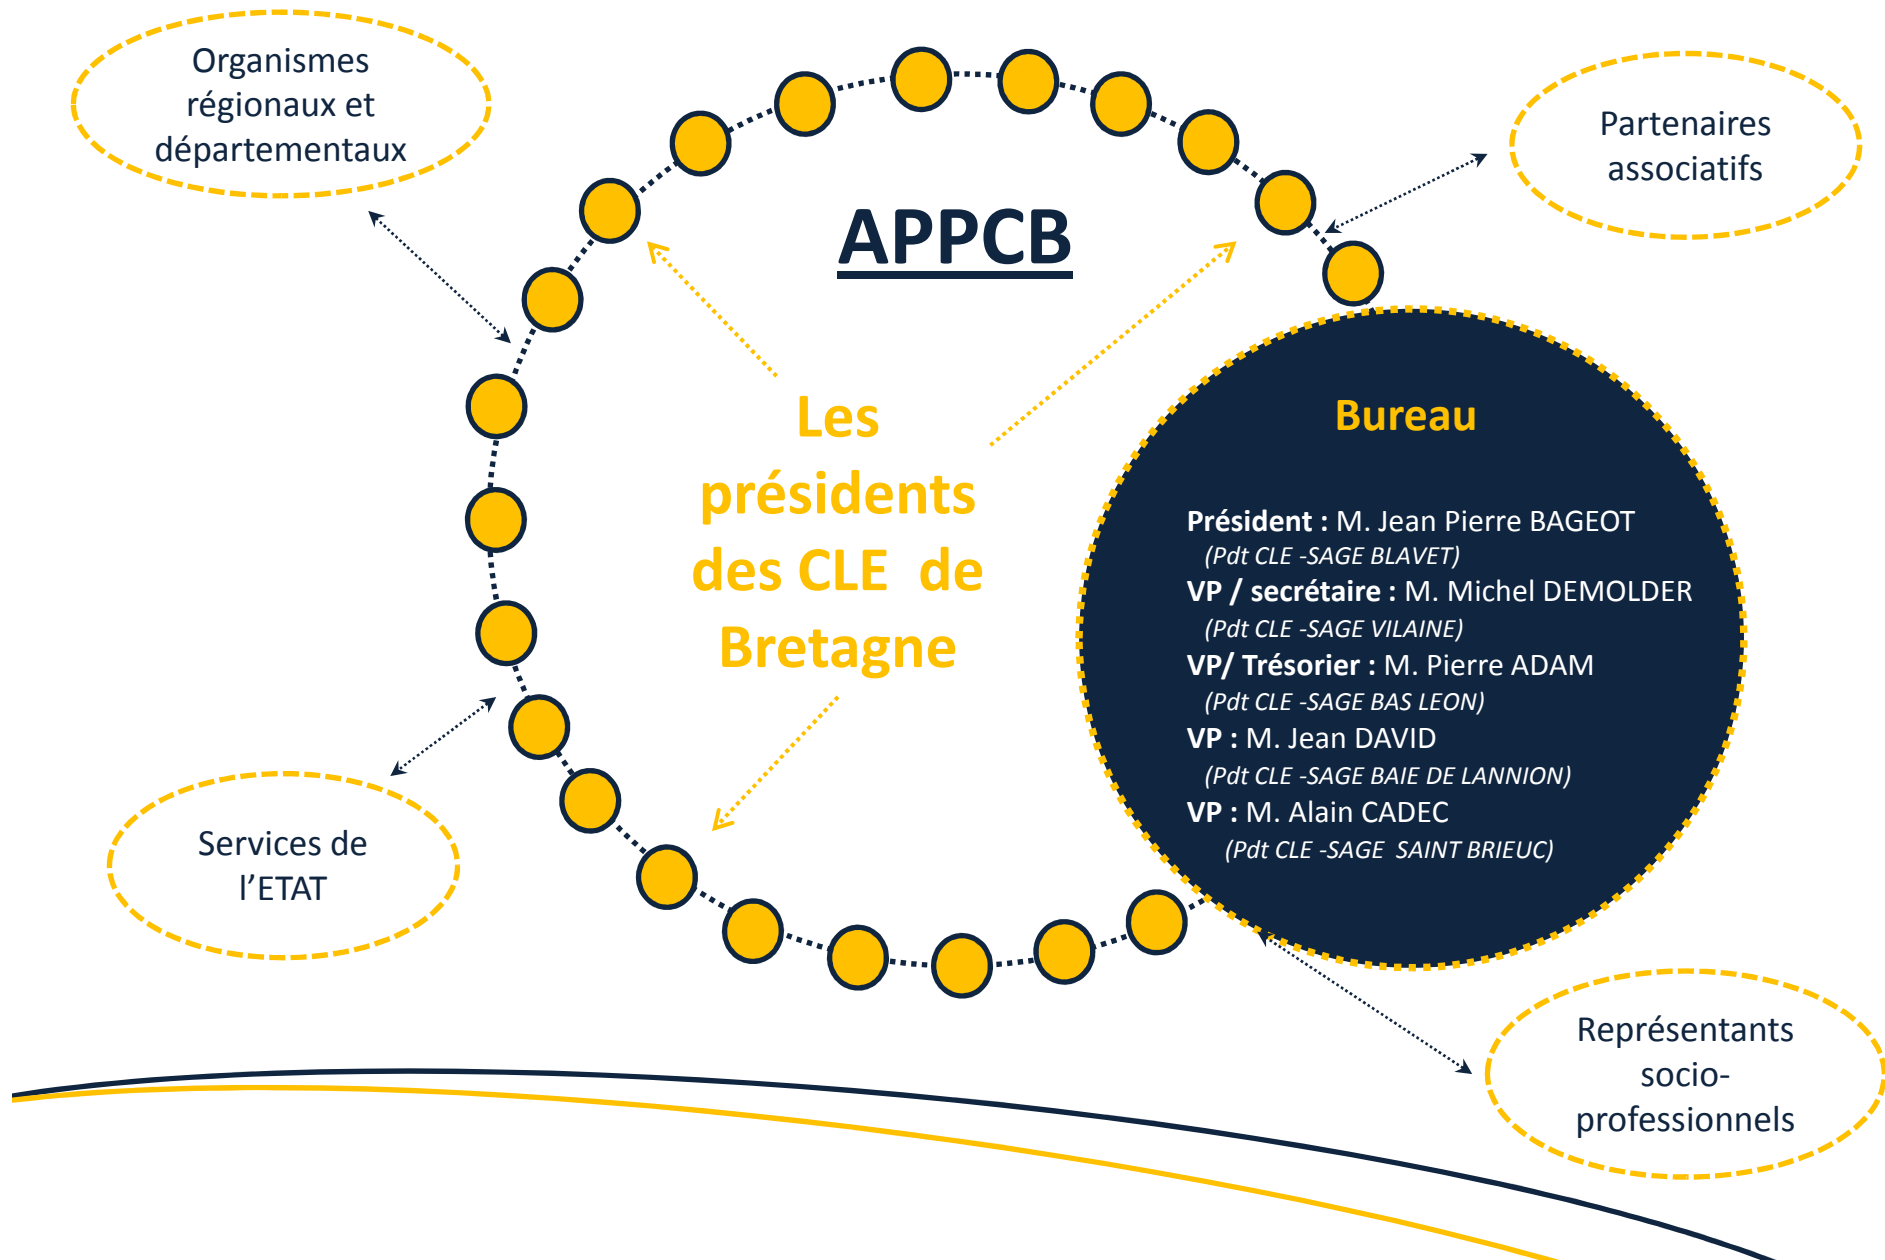 Organismes
régionaux et
départementaux
Partenaires
associatifs
APPCB
Les
présidents
des CLE de
Bretagne
Bureau
Président : M. Jean Pierre BAGEOT
(Pdt CLE -SAGE BLAVET)
VP / secrétaire : M. Michel DEMOLDER
(Pdt CLE -SAGE VILAINE)
VP/ Trésorier : M. Pierre ADAM
(Pdt CLE -SAGE BAS LEON)
VP : M. Jean DAVID
(Pdt CLE -SAGE BAIE DE LANNION)
VP : M. Alain CADEC
(Pdt CLE -SAGE SAINT BRIEUC)
Services de
l’ETAT
Représentants
socio-
professionnels